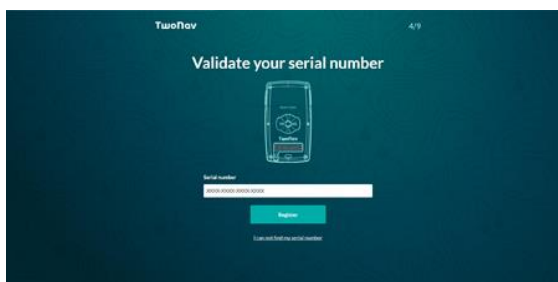 TwoNav
4/9
Validate your serial number
TwoNav
Serial number
XXXXX-XXXXX-XXXXX-XXXXX
Register
I can not find my serial number